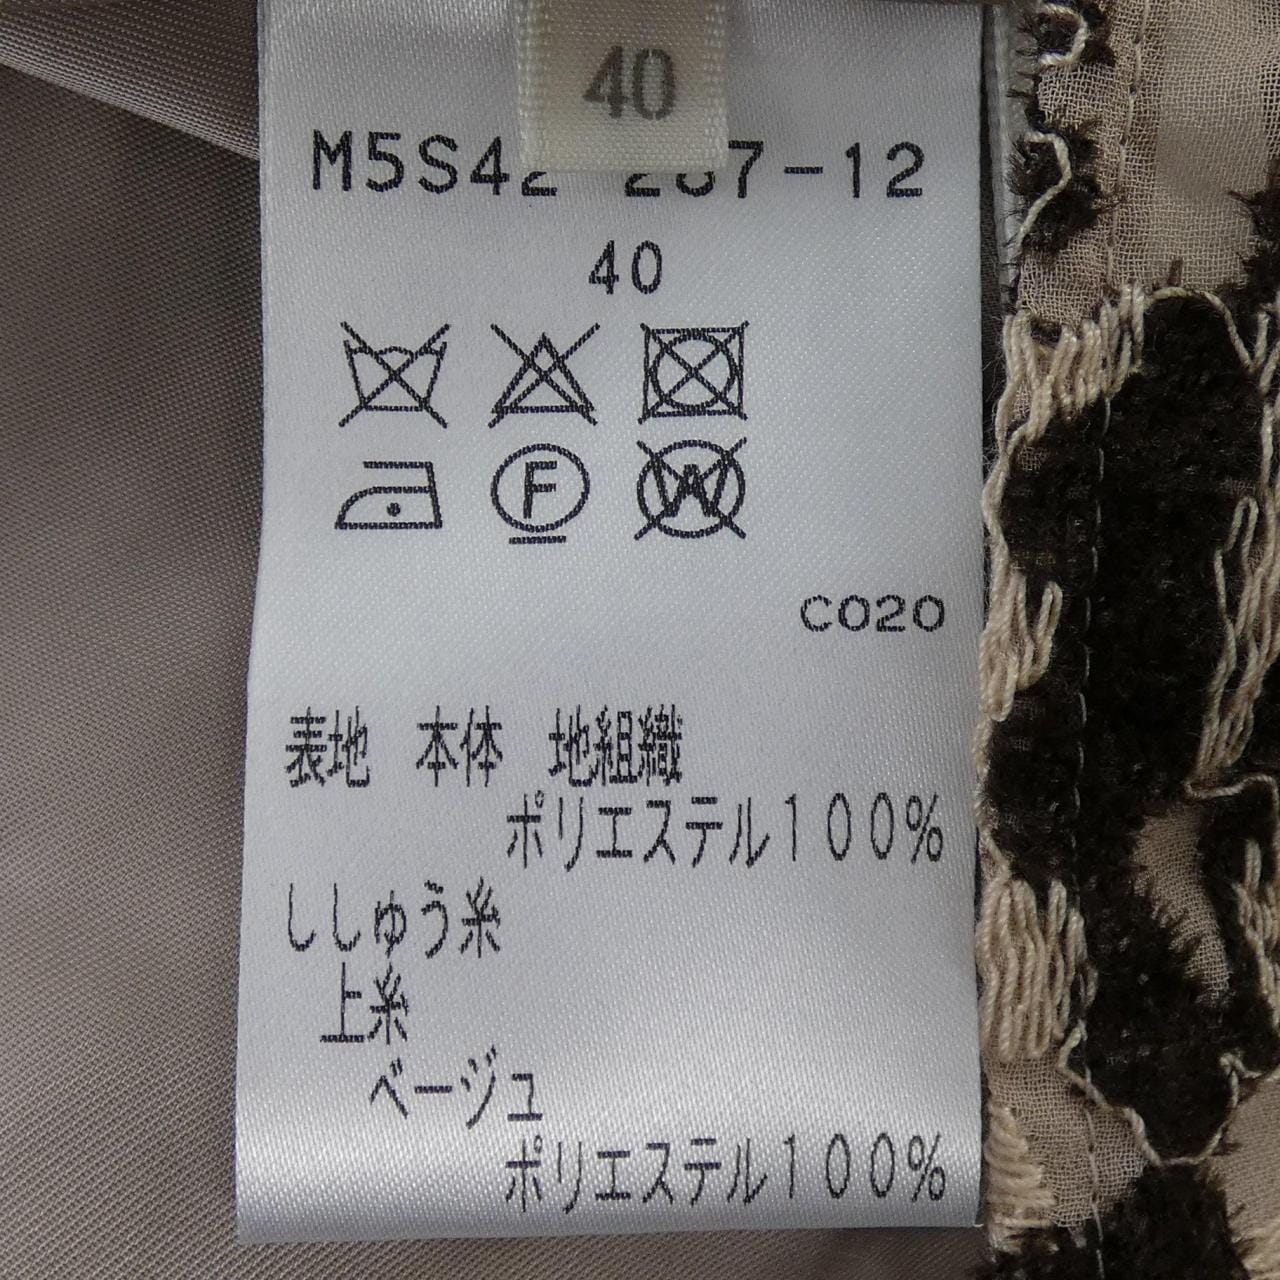 40
M5S42 267-12
40
F
W
C020
表地 本体 地組織
ポリエステル100%
ししゅう糸
上糸
ベージュ
ポリエステル100%